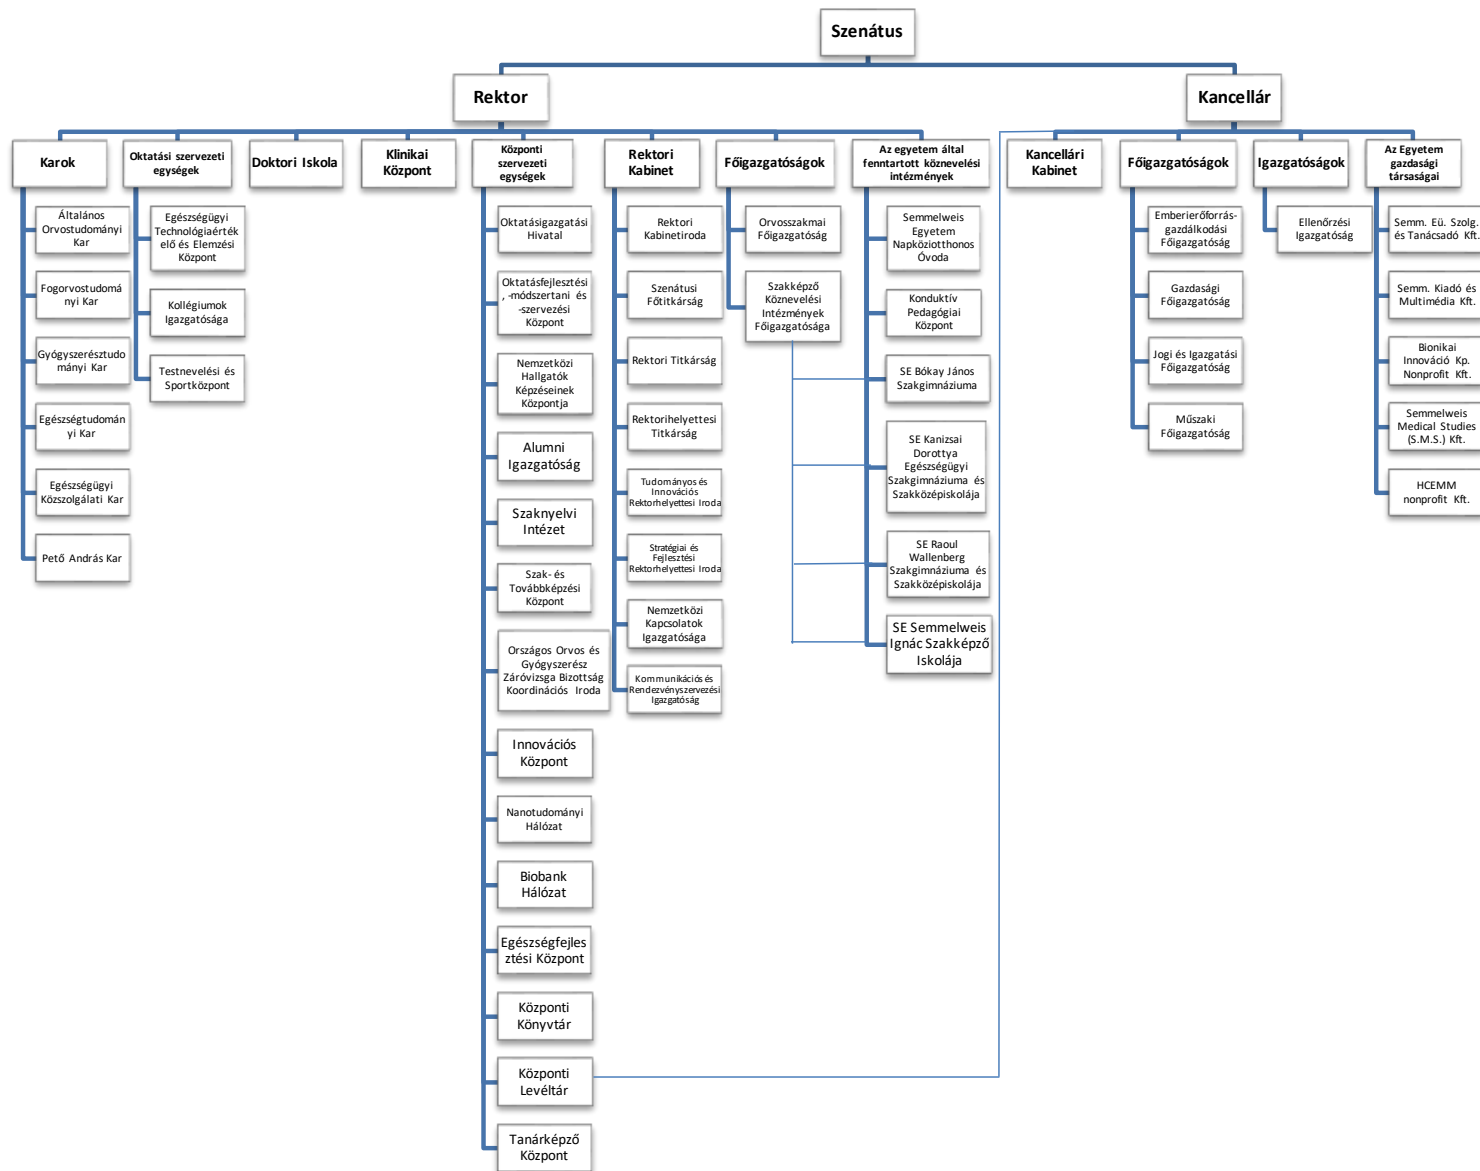 Szenátus
Rektor
Kancellár
Karok
Oktatási szervezeti
egységek
Doktori Iskola
Klinikai
Központ
Központi
szervezeti
egységek
Rektori
Kabinet
Főigazgatóságok
Az egyetem által
fenntartott köznevelési
intézmények
Kancellári
Kabinet
Főigazgatóságok
Igazgatóságok
Az Egyetem
gazdasági
társaságai
Általános
Orvostudományi
Kar
Fogorvostudomá
nyi Kar
Gyógyszerésztudo
mányi Kar
Egészségtudomá
nyi Kar
Egészségügyi
Közszolgálati Kar
Pető András Kar
Egészségügyi
Technológiaérték
elő és Elemzési
Központ
Kollégiumok
Igazgatósága
Testnevelési és
Sportközpont
Oktatásigazgatási
Hivatal
Oktatásfejlesztési
, -módszertani és
-szervezési
Központ
Nemzetközi
Hallgatók
Képzéseinek
Központja
Alumni
Igazgatóság
Szaknyelvi
Intézet
Szak- és
Továbbképzési
Központ
Országos Orvos és
Gyógyszerész
Záróvizsga Bizottság
Koordinációs Iroda
Innovációs
Központ
Nanotudományi
Hálózat
Biobank
Hálózat
Egészségfejles
ztési Központ
Központi
Könyvtár
Központi
Levéltár
Tanárképző
Központ
Rektori
Kabinetiroda
Szenátusi
Főtitkárság
Rektori Titkárság
Rektorihelyettesi
Titkárság
Tudományos és
Innovációs
Rektorhelyettesi Iroda
Stratégiai és
Fejlesztési
Rektorhelyettesi Iroda
Nemzetközi
Kapcsolatok
Igazgatósága
Kommunikációs és
Rendezvényszervezési
Igazgatóság
Orvosszakmai
Főigazgatóság
Szakképző
Köznevelési
Intézmények
Főigazgatósága
Semmelweis
Egyetem
Napköziotthonos
Óvoda
Konduktív
Pedagógiai
Központ
SE Bókay János
Szakgimnáziuma
SE Kanizsai
Dorottya
Egészségügyi
Szakgimnáziuma és
Szakközépiskolája
SE Raoul
Wallenberg
Szakgimnáziuma és
Szakközépiskolája
SE Semmelweis
Ignác Szakképző
Iskolája
Emberierőforrás-
gazdálkodási
Főigazgatóság
Gazdasági
Főigazgatóság
Jogi és Igazgatási
Főigazgatóság
Műszaki
Főigazgatóság
Ellenőrzési
Igazgatóság
Semm. Eü. Szolg.
és Tanácsadó Kft.
Semm. Kiadó és
Multimédia Kft.
Bionikai
Innováció Kp.
Nonprofit Kft.
Semmelweis
Medical Studies
(S.M.S.) Kft.
HCEMM
nonprofit Kft.